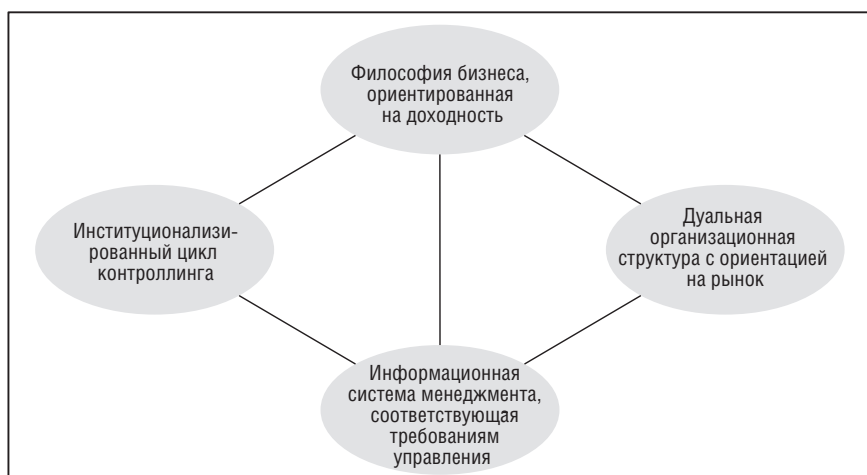 Философия бизнеса,
ориентированная
на доходность
Институционализи-
рованный цикл
контроллинга
Дуальная
организационная
структура с ориентацией
на рынок
Информационная
система менеджмента,
соответствующая
требованиям
управления